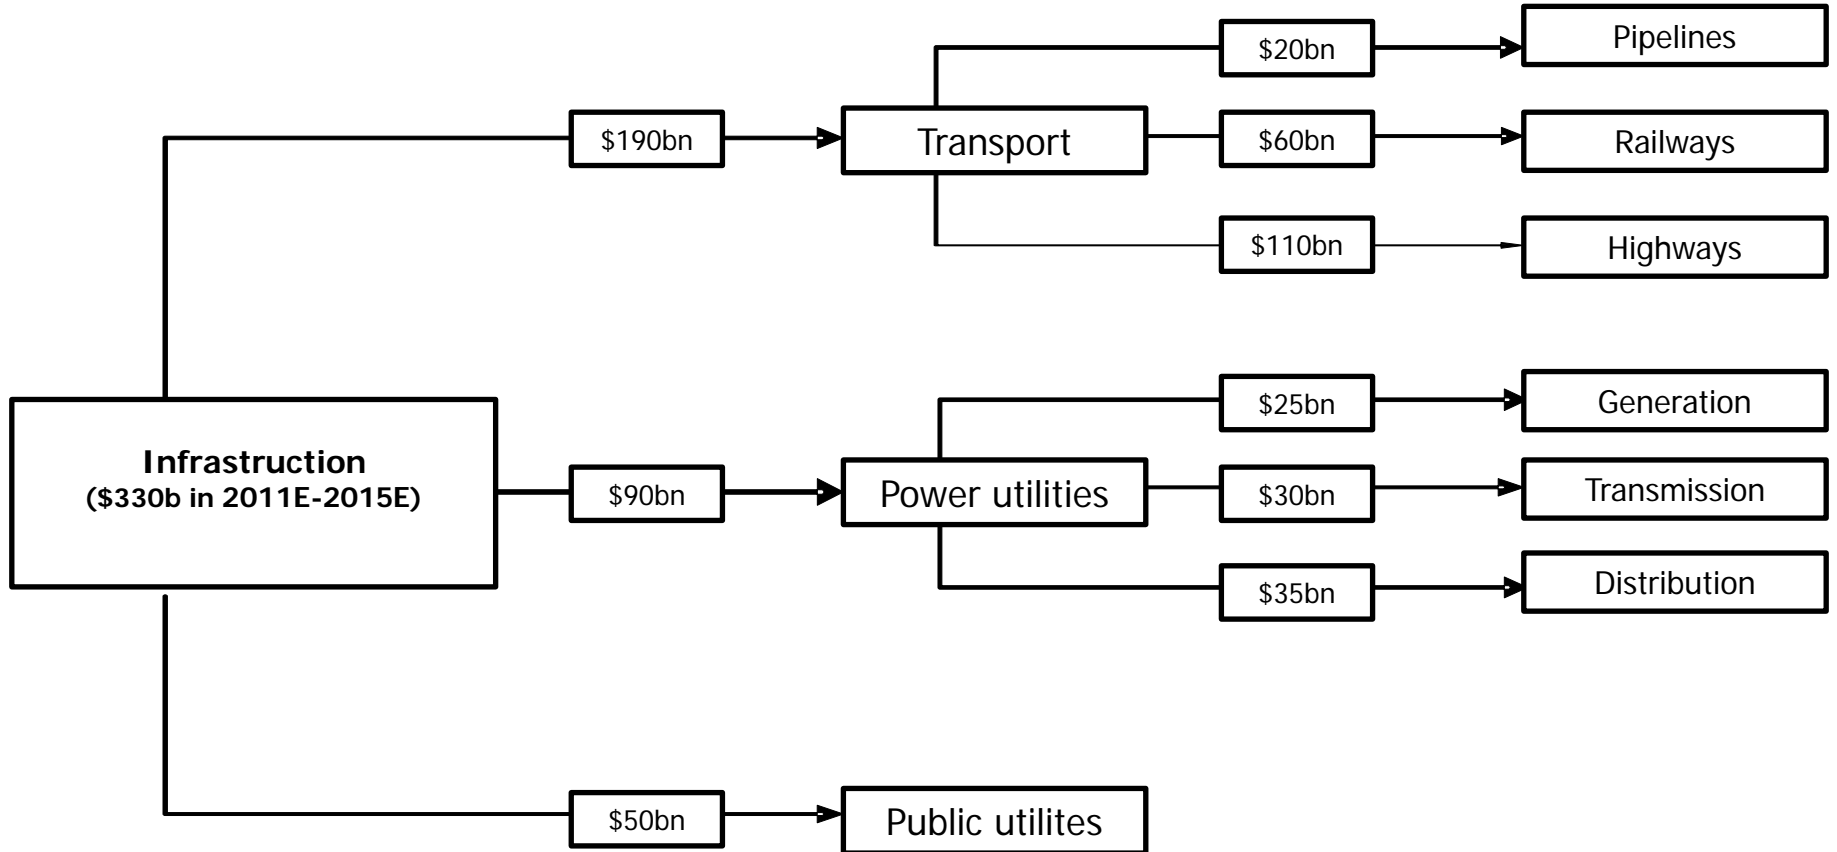 $20bn
Pipelines
$190bn
Transport
$60bn
Railways
$110bn
Highways
$25bn
Generation
Infrastruction
($330b in 2011E-2015E)
$90bn
Power utilities
$30bn
Transmission
$35bn
Distribution
$50bn
Public utilites